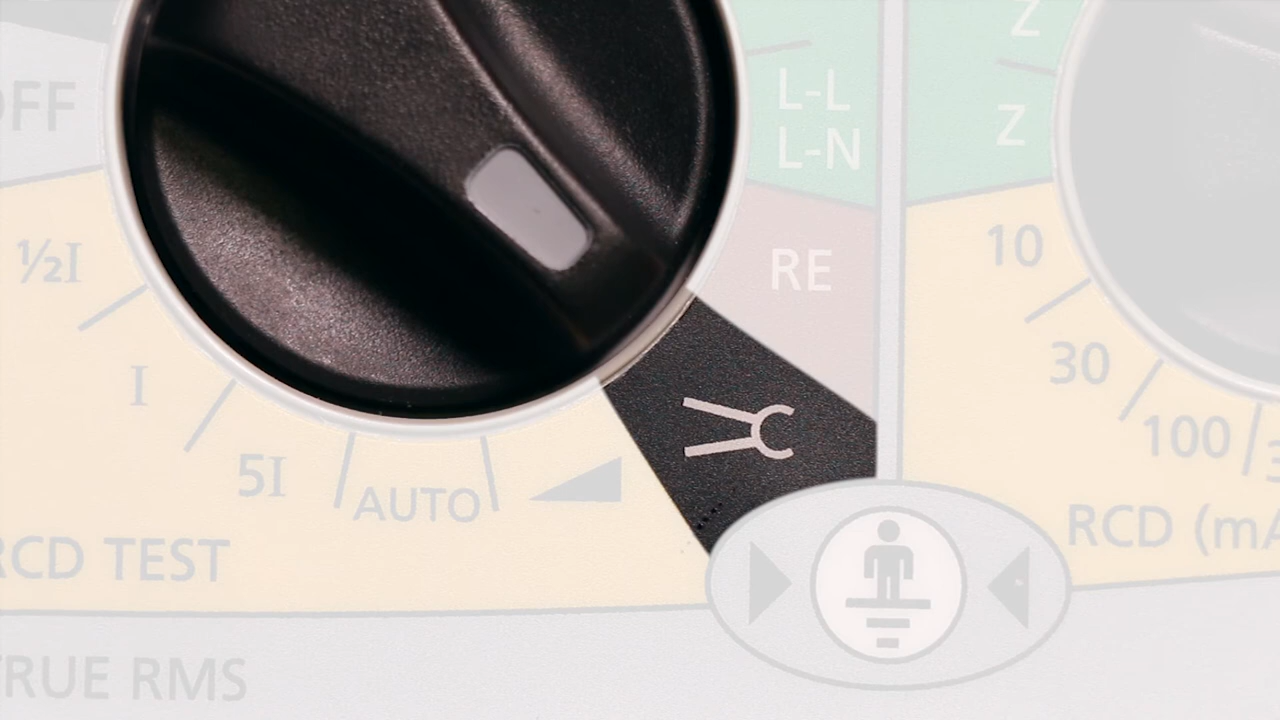 Z
L-L
L-N
Z
OFF
½I
RE
10
I
30
5I
AUTO
100
RCD TEST
RCD (mA
TRUE RMS